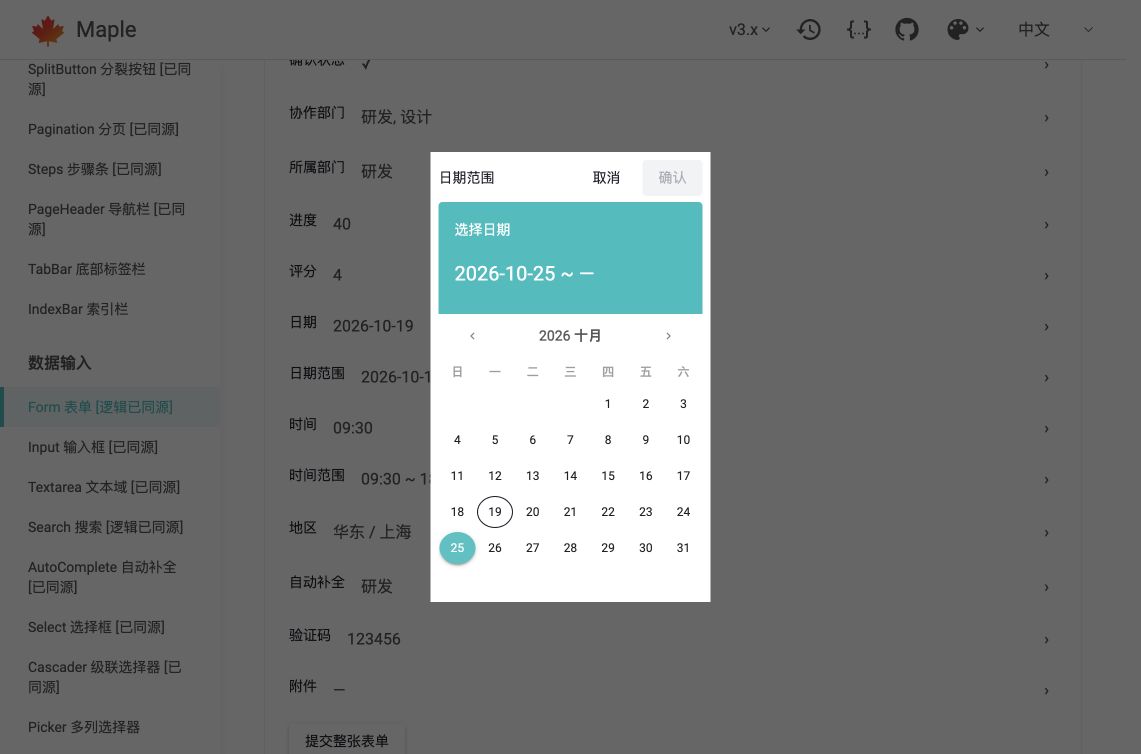 Maple
v3.x
{...}
中文
SplitButton 分裂按钮 [已同
源]
Pagination 分页 [已同源]
Steps 步骤条 [已同源]
PageHeader 导航栏 [已同
源]
TabBar 底部标签栏
IndexBar 索引栏
数据输入
Form 表单 [逻辑已同源]
Input 输入框 [已同源]
Textarea 文本域 [已同源]
Search 搜索 [逻辑已同源]
AutoComplete 自动补全
[已同源]
Select 选择框 [已同源]
Cascader 级联选择器 [已
同源]
Picker 多列选择器
确认状态 ✓
协作部门 研发, 设计
所属部门 研发
进度 40
评分 4
日期 2026-10-19
日期范围 2026-10-1
时间 09:30
时间范围 09:30 ~ 18
地区 华东 / 上海
自动补全 研发
验证码 123456
附件 —
提交整张表单
日期范围 取消 确认
选择日期
2026-10-25 ~ —
2026 十月
日 一 二 三 四 五 六
1 2 3
4 5 6 7 8 9 10
11 12 13 14 15 16 17
18 19 20 21 22 23 24
25 26 27 28 29 30 31